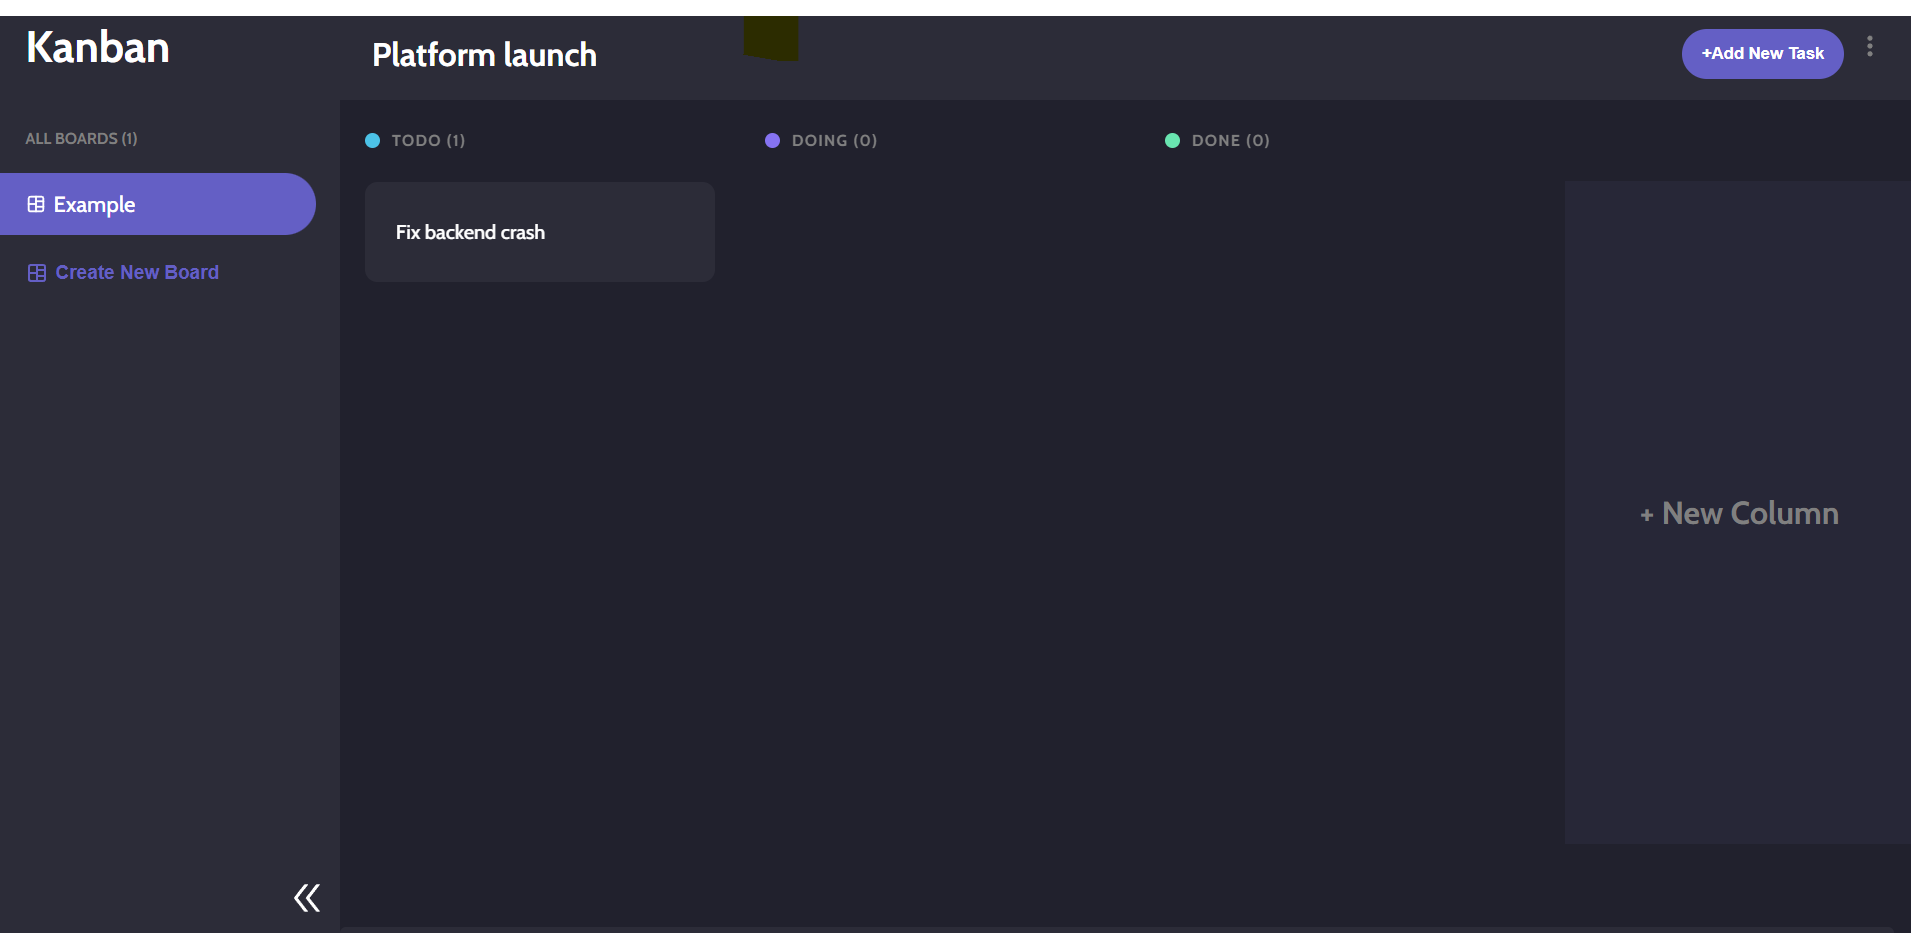 Kanban
Platform launch
+Add New Task
ALL BOARDS (1)
Example
Create New Board
TODO (1)
DOING (0)
DONE (0)
Fix backend crash
+ New Column